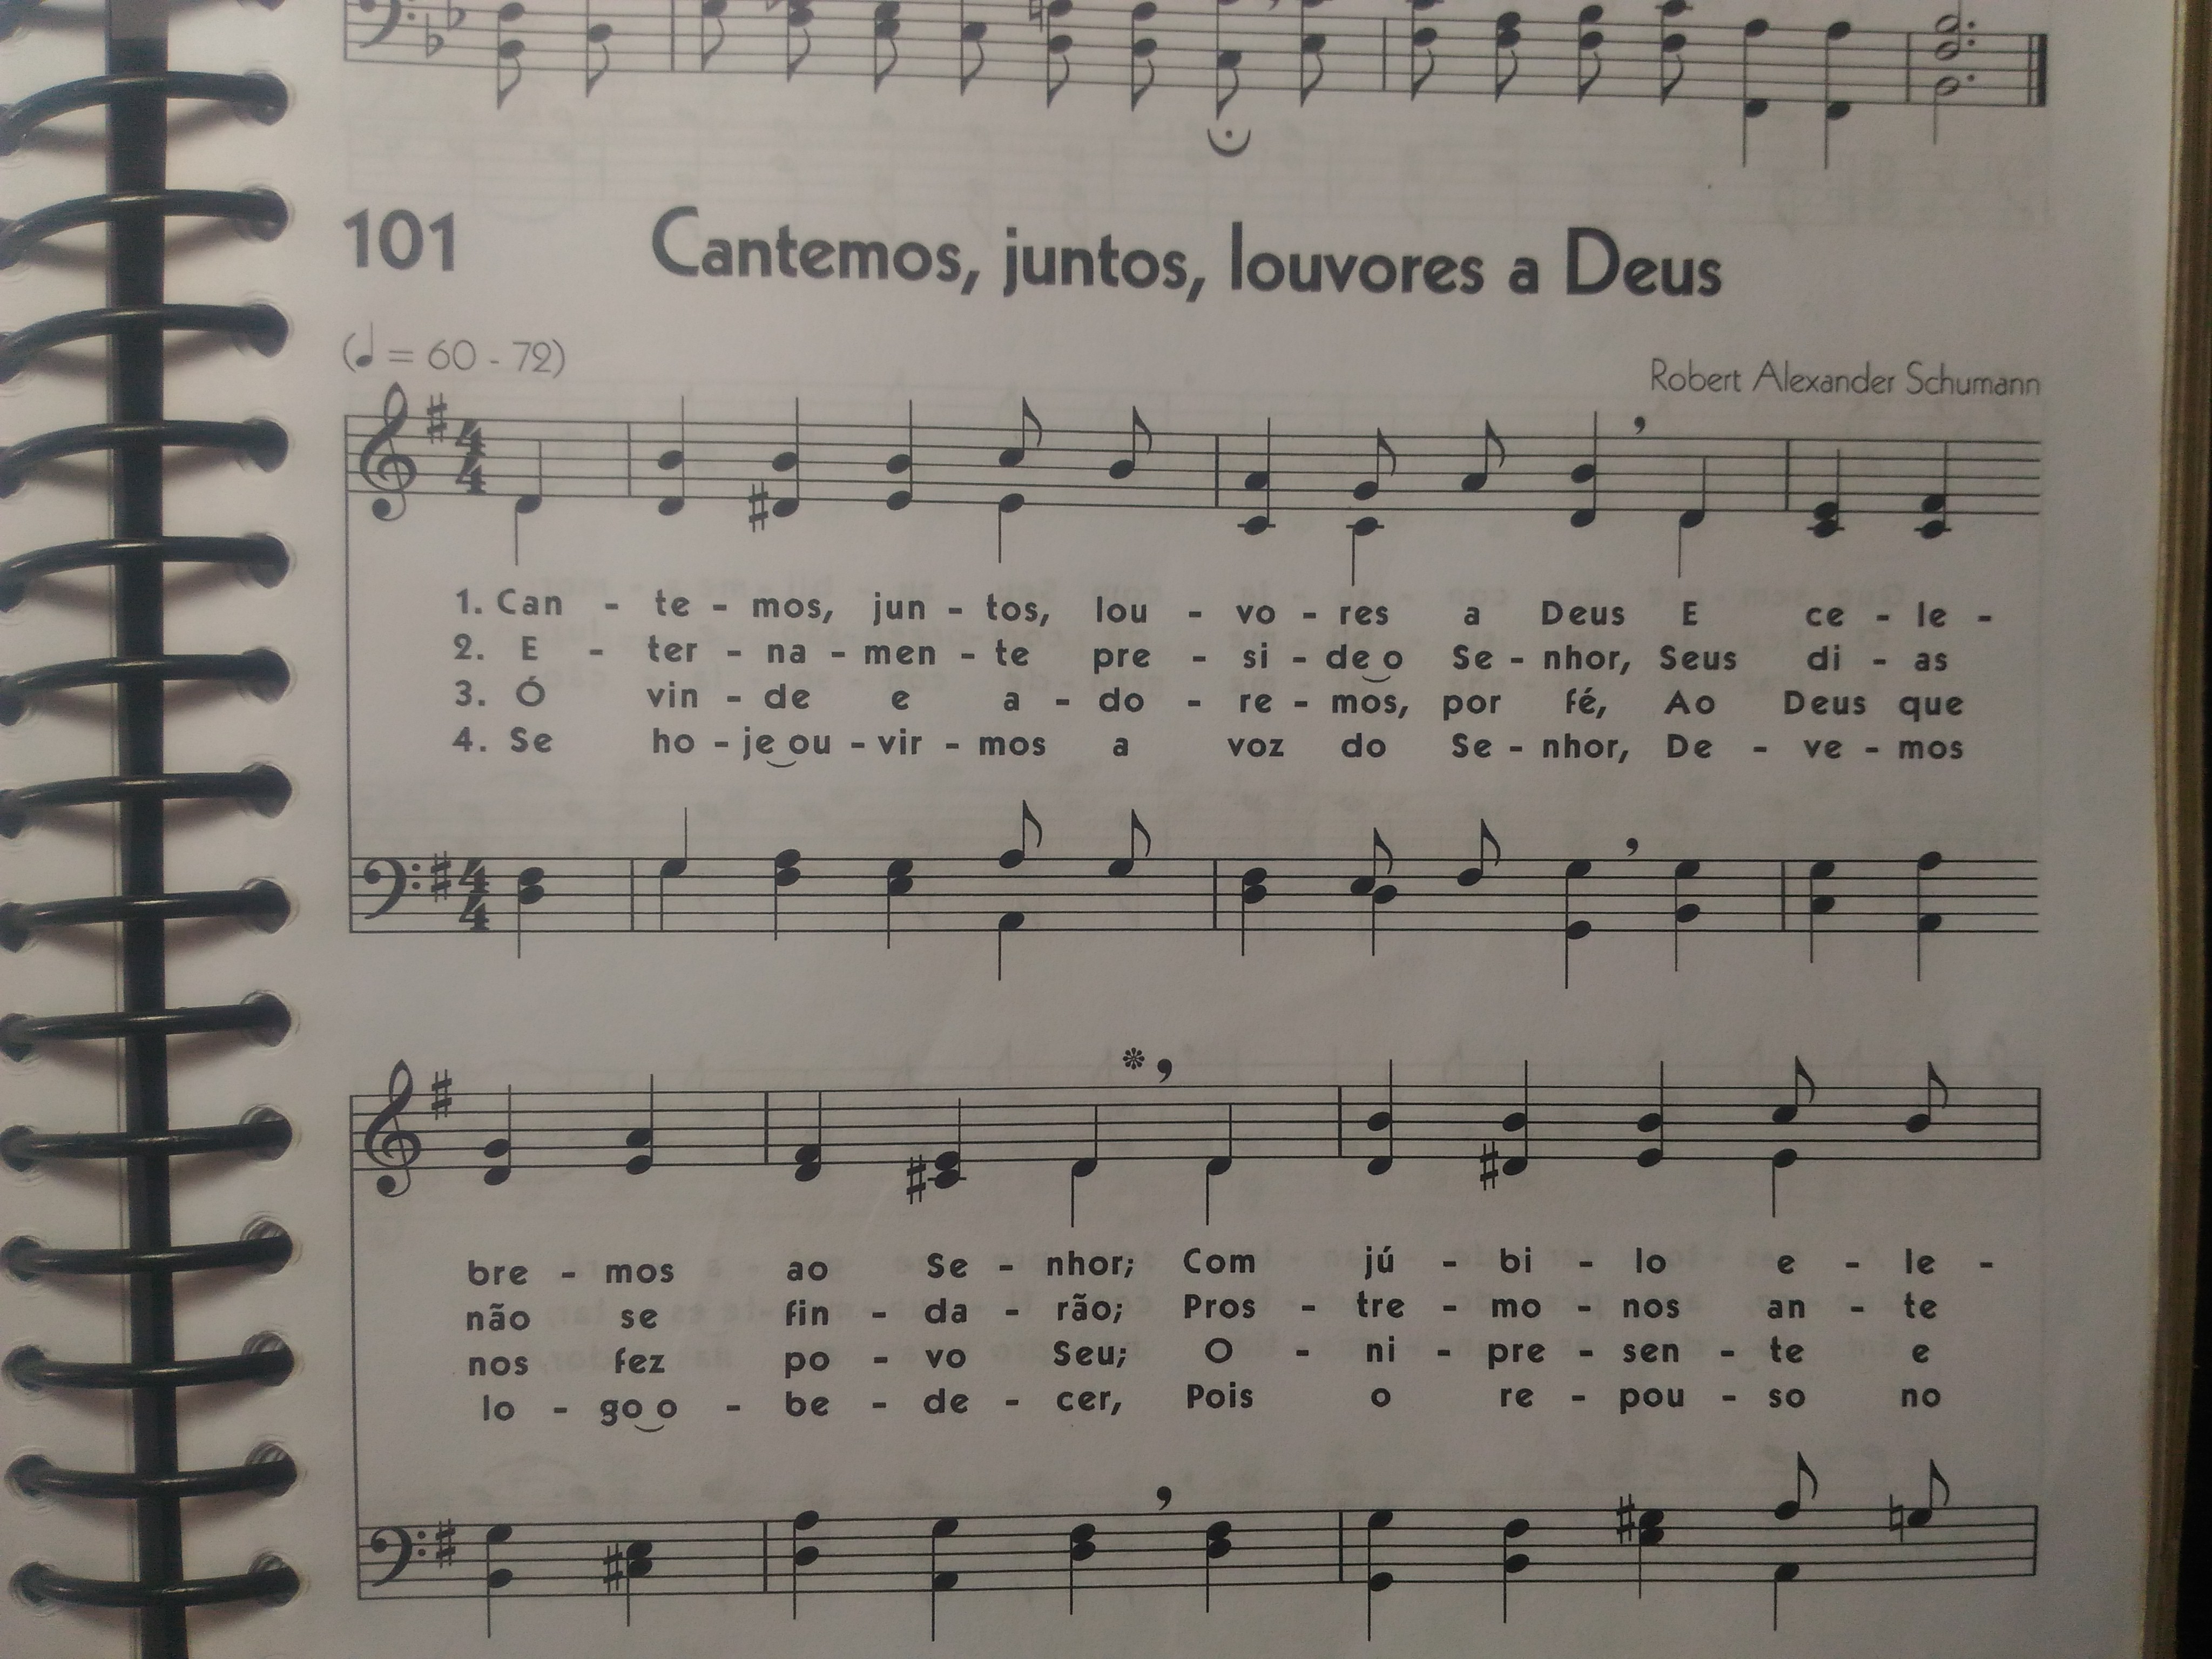 101 Cantemos, juntos, louvores a Deus
(♩ = 60 - 72)
Robert Alexander Schumann
1. Can - te - mos, jun - tos, lou - vo - res a Deus E ce - le -
2. E - ter - na - men - te pre - si - de o Se - nhor, Seus di - as
3. Ó vin - de e a - do - re - mos, por fé, Ao Deus que
4. Se ho - je ou - vir - mos a voz do Se - nhor, De - ve - mos
bre - mos ao Se - nhor; Com jú - bi - lo e - le -
não se fin - da - rão; Pros - tre - mo - nos an - te
nos fez po - vo Seu; O - ni - pre - sen - te e
lo - go o - be - de - cer, Pois o re - pou - so no